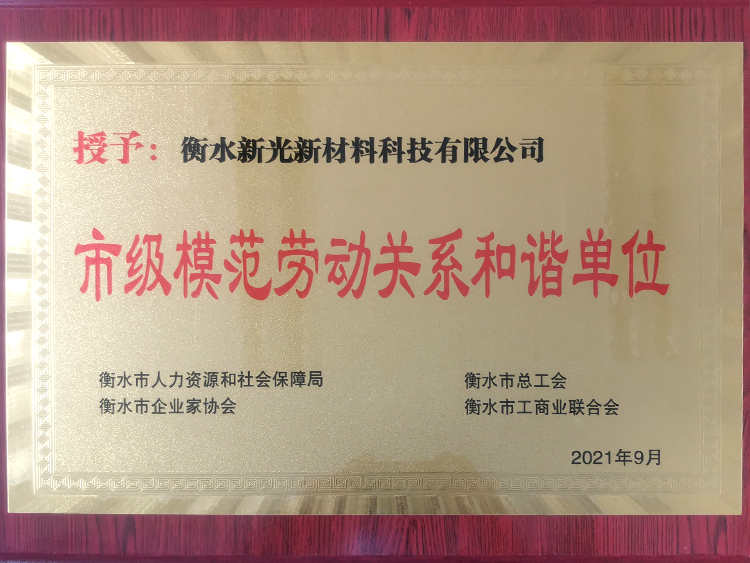 授予：衡水新光新材料科技有限公司
市级模范劳动关系和谐单位
衡水市人力资源和社会保障局
衡水市总工会
衡水市企业家协会
衡水市工商业联合会
2021年9月